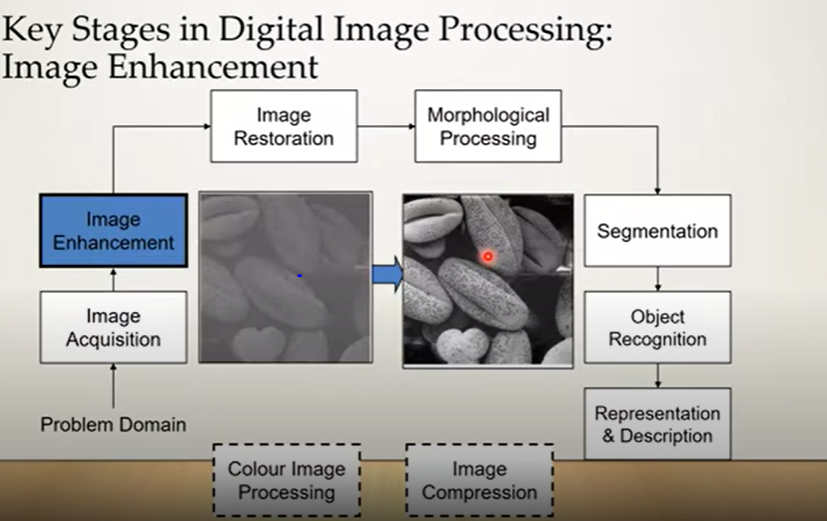 Key Stages in Digital Image Processing:
Image Enhancement
Image
Restoration
Morphological
Processing
Image
Enhancement
Segmentation
Image
Acquisition
Object
Recognition
Problem Domain
Representation
& Description
Colour Image
Processing
Image
Compression